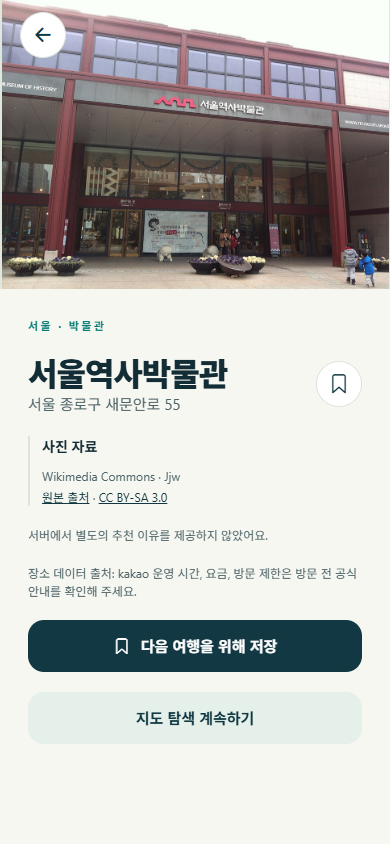 MUSEUM OF HISTORY
서울역사박물관
서울 · 박물관
서울역사박물관
서울 종로구 새문안로 55
사진 자료
Wikimedia Commons · Jjw
원본 출처 · CC BY-SA 3.0
서버에서 별도의 추천 이유를 제공하지 않았어요.
장소 데이터 출처: kakao 운영 시간, 요금, 방문 제한은 방문 전 공식
안내를 확인해 주세요.
다음 여행을 위해 저장
지도 탐색 계속하기